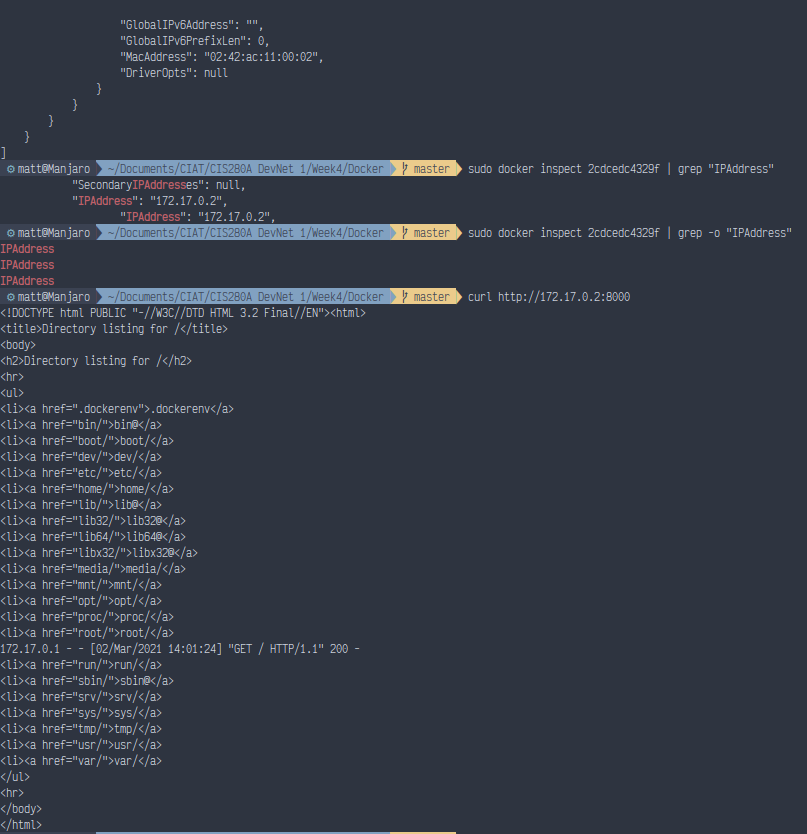 "GlobalIPv6Address": "",
"GlobalIPv6PrefixLen": 0,
"MacAddress": "02:42:ac:11:00:02",
"DriverOpts": null
}
}
}
}
]
matt@Manjaro ~/Documents/CIAT/CIS280A DevNet 1/Week4/Docker master sudo docker inspect 2cdcedc4329f | grep "IPAddress"
"SecondaryIPAddresses": null,
"IPAddress": "172.17.0.2",
"IPAddress": "172.17.0.2",
matt@Manjaro ~/Documents/CIAT/CIS280A DevNet 1/Week4/Docker master sudo docker inspect 2cdcedc4329f | grep -o "IPAddress"
IPAddress
IPAddress
IPAddress
matt@Manjaro ~/Documents/CIAT/CIS280A DevNet 1/Week4/Docker master curl http://172.17.0.2:8000
<!DOCTYPE html PUBLIC "-//W3C//DTD HTML 3.2 Final//EN"><html>
<title>Directory listing for /</title>
<body>
<h2>Directory listing for /</h2>
<hr>
<ul>
<li><a href=".dockerenv">.dockerenv</a>
<li><a href="bin/">bin@</a>
<li><a href="boot/">boot/</a>
<li><a href="dev/">dev/</a>
<li><a href="etc/">etc/</a>
<li><a href="home/">home/</a>
<li><a href="lib/">lib@</a>
<li><a href="lib32/">lib32@</a>
<li><a href="lib64/">lib64@</a>
<li><a href="libx32/">libx32@</a>
<li><a href="media/">media/</a>
<li><a href="mnt/">mnt/</a>
<li><a href="opt/">opt/</a>
<li><a href="proc/">proc/</a>
<li><a href="root/">root/</a>
172.17.0.1 - - [02/Mar/2021 14:01:24] "GET / HTTP/1.1" 200 -
<li><a href="run/">run/</a>
<li><a href="sbin/">sbin@</a>
<li><a href="srv/">srv/</a>
<li><a href="sys/">sys/</a>
<li><a href="tmp/">tmp/</a>
<li><a href="usr/">usr/</a>
<li><a href="var/">var/</a>
</ul>
<hr>
</body>
</html>